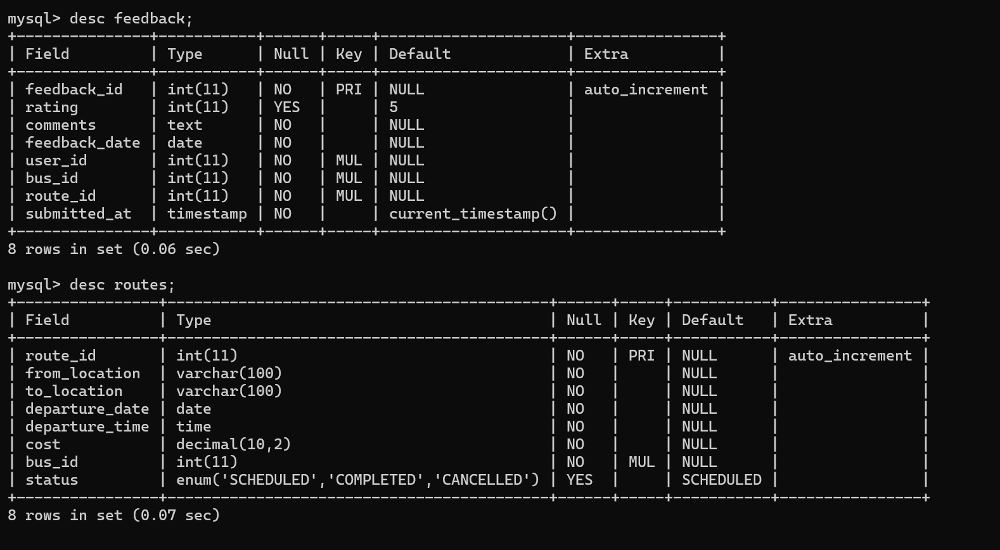 mysql> desc feedback;
+---------------+-----------+------+-----+---------------------+----------------+
| Field         | Type      | Null | Key | Default             | Extra          |
+---------------+-----------+------+-----+---------------------+----------------+
| feedback_id   | int(11)   | NO   | PRI | NULL                | auto_increment |
| rating        | int(11)   | YES  |     | 5                   |                |
| comments      | text      | NO   |     | NULL                |                |
| feedback_date | date      | NO   |     | NULL                |                |
| user_id       | int(11)   | NO   | MUL | NULL                |                |
| bus_id        | int(11)   | NO   | MUL | NULL                |                |
| route_id      | int(11)   | NO   | MUL | NULL                |                |
| submitted_at  | timestamp | NO   |     | current_timestamp() |                |
+---------------+-----------+------+-----+---------------------+----------------+
8 rows in set (0.06 sec)

mysql> desc routes;
+----------------+-------------------------------------------+------+-----+-----------+----------------+
| Field          | Type                                      | Null | Key | Default   | Extra          |
+----------------+-------------------------------------------+------+-----+-----------+----------------+
| route_id       | int(11)                                   | NO   | PRI | NULL      | auto_increment |
| from_location  | varchar(100)                              | NO   |     | NULL      |                |
| to_location    | varchar(100)                              | NO   |     | NULL      |                |
| departure_date | date                                      | NO   |     | NULL      |                |
| departure_time | time                                      | NO   |     | NULL      |                |
| cost           | decimal(10,2)                             | NO   |     | NULL      |                |
| bus_id         | int(11)                                   | NO   | MUL | NULL      |                |
| status         | enum('SCHEDULED','COMPLETED','CANCELLED') | YES  |     | SCHEDULED |                |
+----------------+-------------------------------------------+------+-----+-----------+----------------+
8 rows in set (0.07 sec)